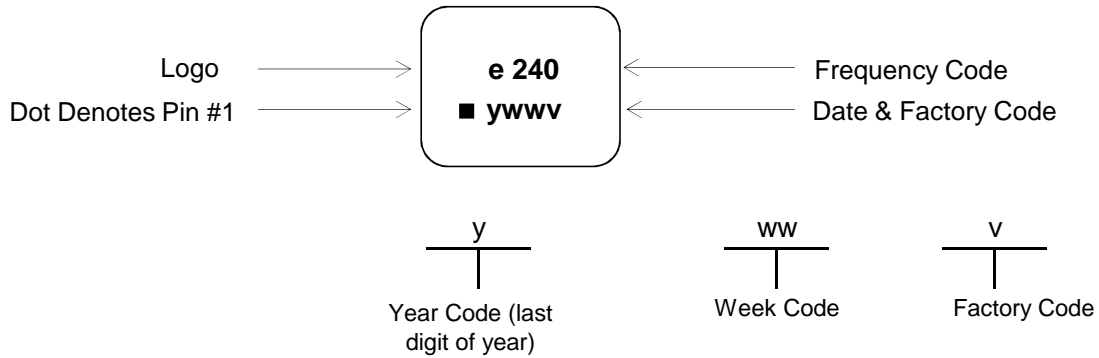 Logo
e 240
Frequency Code
Dot Denotes Pin #1
■ ywwv
Date & Factory Code
y
ww
v
Year Code (last
digit of year)
Week Code
Factory Code